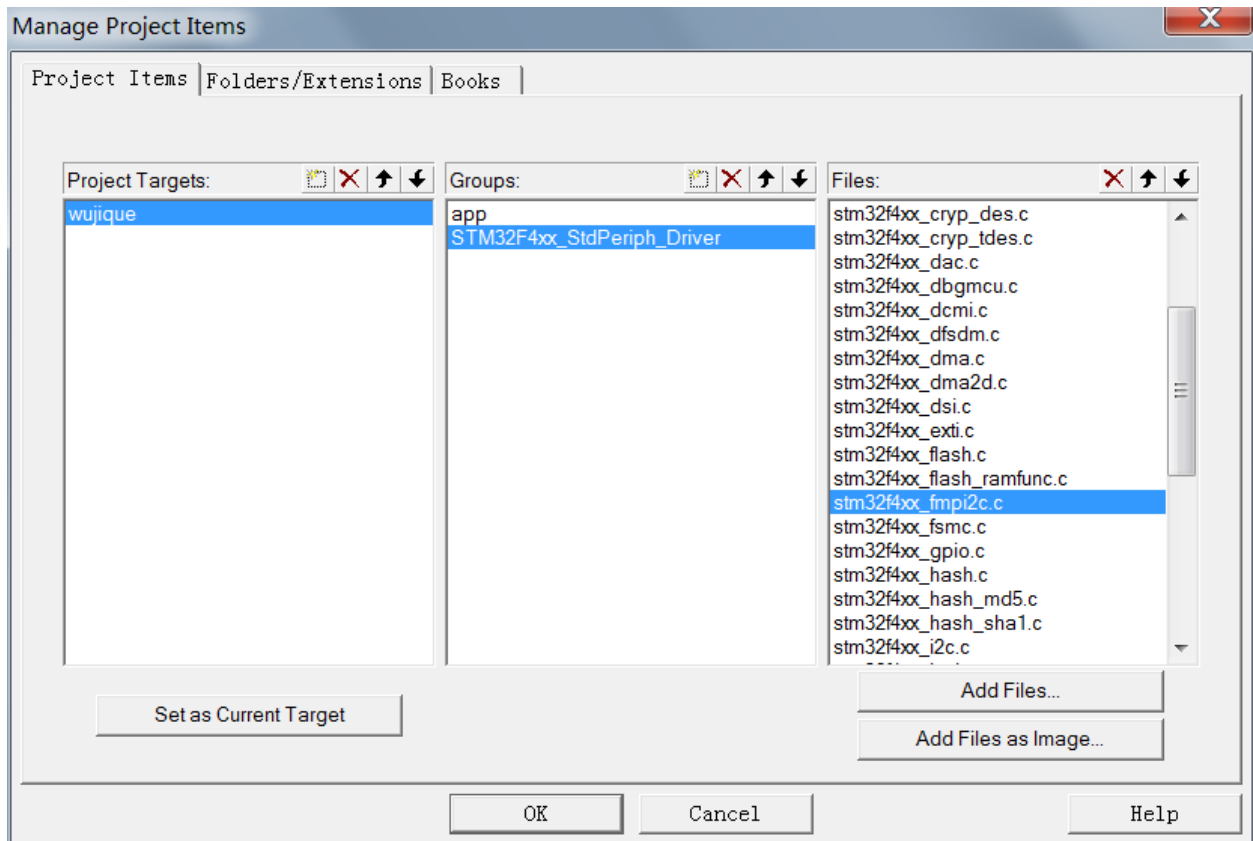 Manage Project Items
Project Items Folders/Extensions Books
Project Targets:
wujique
Groups:
app
STM32F4xx_StdPeriph_Driver
Files:
stm32f4xx_cryp_des.c
stm32f4xx_cryp_tdes.c
stm32f4xx_dac.c
stm32f4xx_dbgmcu.c
stm32f4xx_dcmi.c
stm32f4xx_dfsdm.c
stm32f4xx_dma.c
stm32f4xx_dma2d.c
stm32f4xx_dsi.c
stm32f4xx_exti.c
stm32f4xx_flash.c
stm32f4xx_flash_ramfunc.c
stm32f4xx_fmpi2c.c
stm32f4xx_fsmc.c
stm32f4xx_gpio.c
stm32f4xx_hash.c
stm32f4xx_hash_md5.c
stm32f4xx_hash_sha1.c
stm32f4xx_i2c.c
Set as Current Target
Add Files...
Add Files as Image...
OK Cancel Help